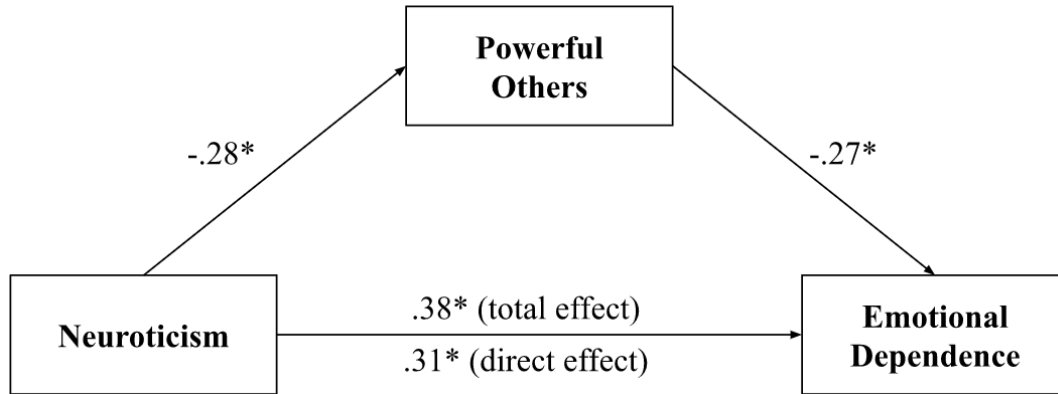 Powerful
Others
-.28*
-.27*
Neuroticism
.38* (total effect)
.31* (direct effect)
Emotional
Dependence